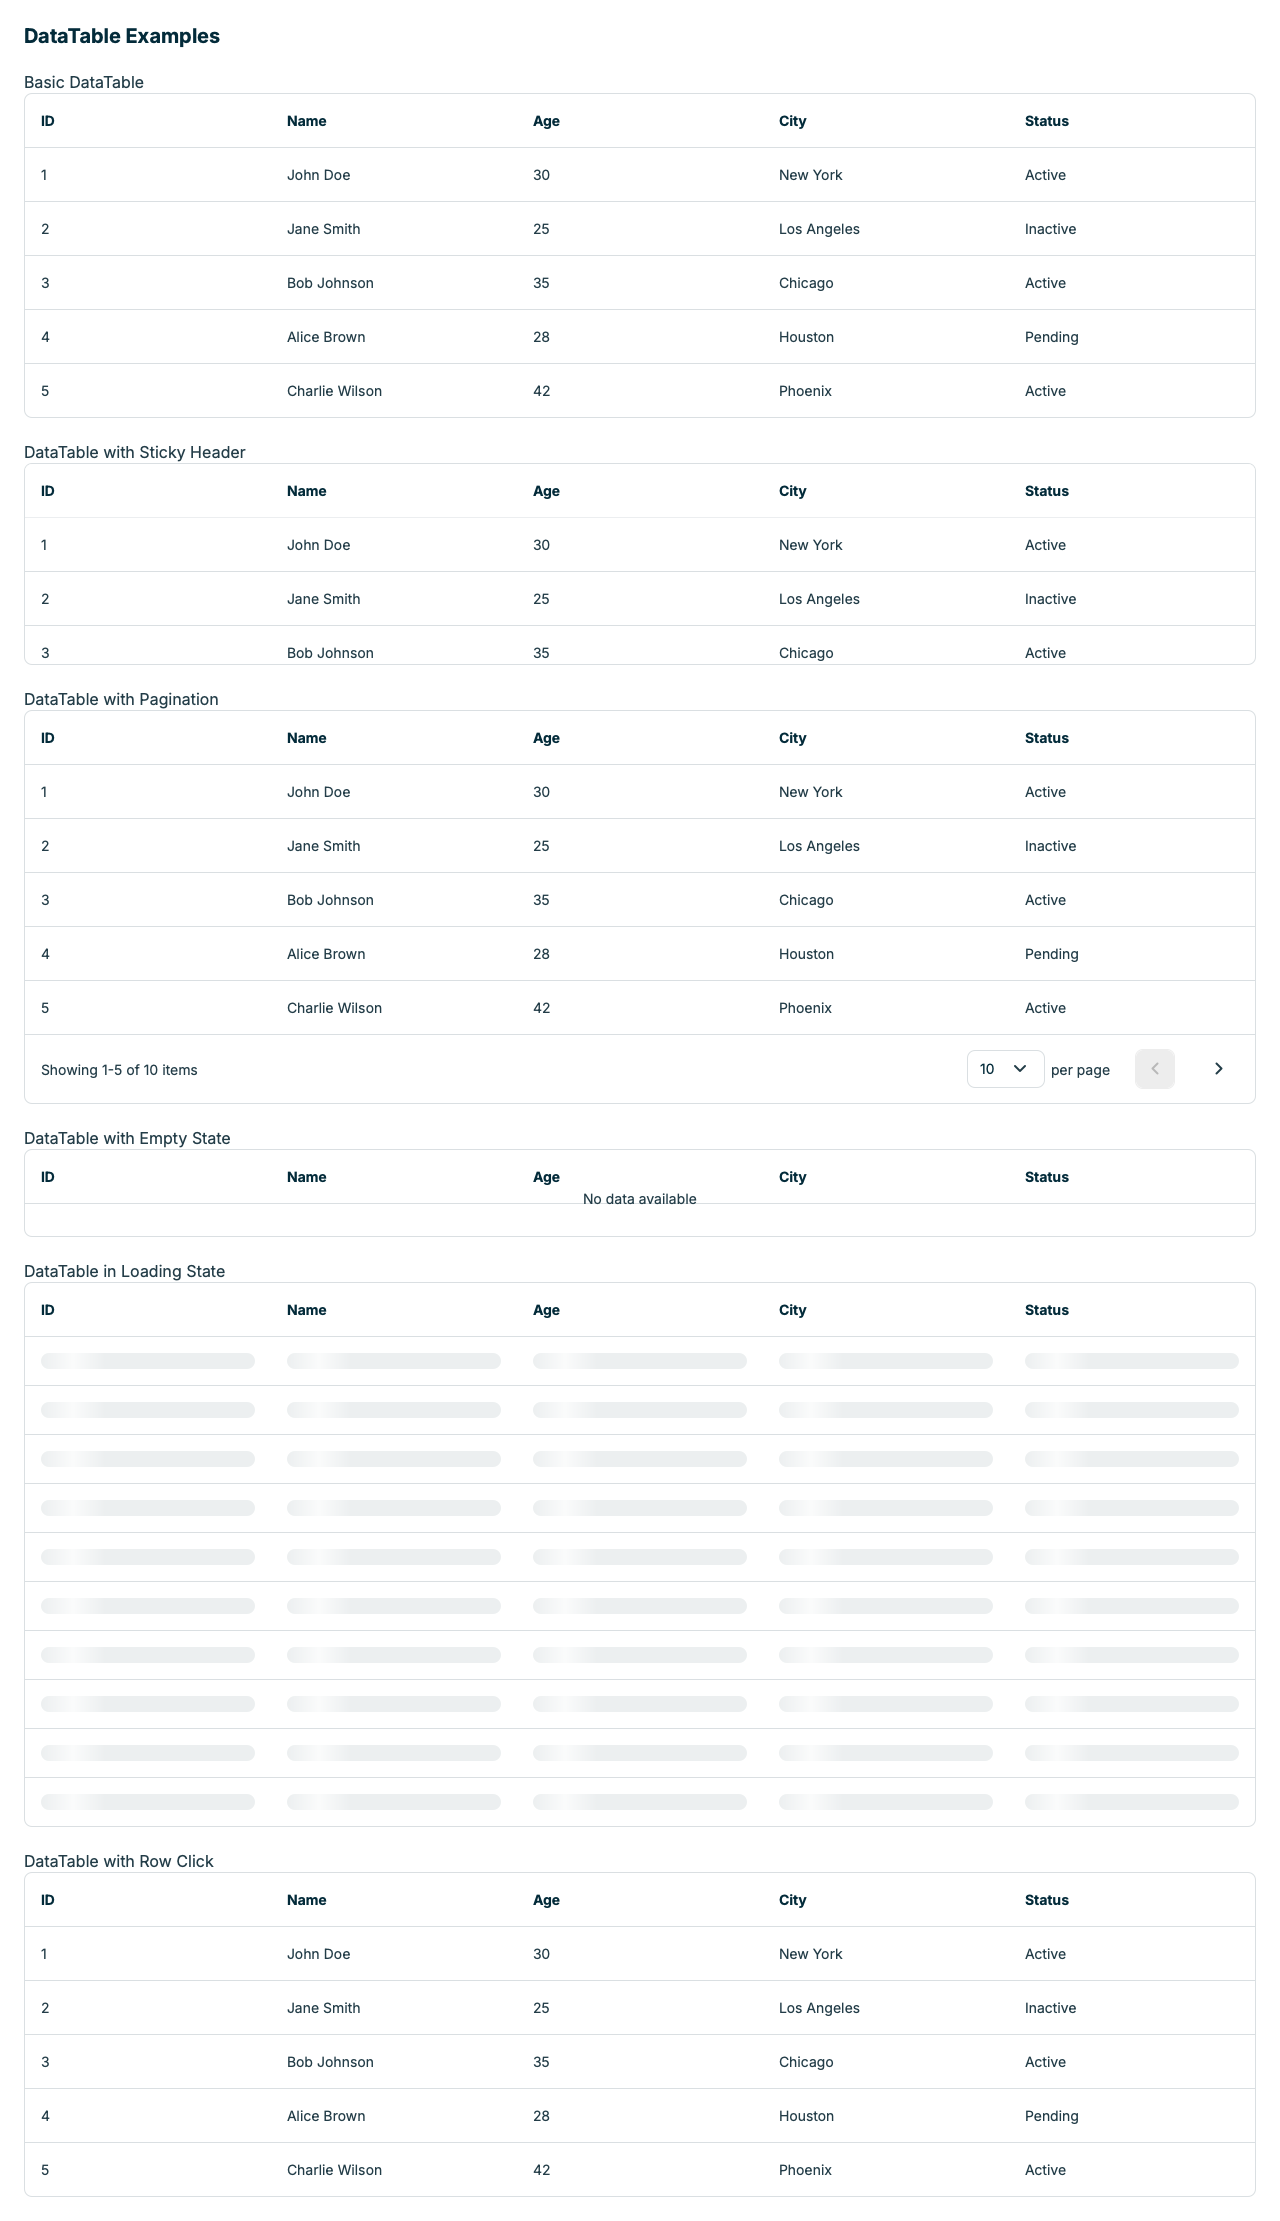 DataTable Examples
Basic DataTable
ID Name Age City Status
1 John Doe 30 New York Active
2 Jane Smith 25 Los Angeles Inactive
3 Bob Johnson 35 Chicago Active
4 Alice Brown 28 Houston Pending
5 Charlie Wilson 42 Phoenix Active
DataTable with Sticky Header
ID Name Age City Status
1 John Doe 30 New York Active
2 Jane Smith 25 Los Angeles Inactive
3 Bob Johnson 35 Chicago Active
DataTable with Pagination
ID Name Age City Status
1 John Doe 30 New York Active
2 Jane Smith 25 Los Angeles Inactive
3 Bob Johnson 35 Chicago Active
4 Alice Brown 28 Houston Pending
5 Charlie Wilson 42 Phoenix Active
Showing 1-5 of 10 items 10 per page
DataTable with Empty State
ID Name Age City Status
No data available
DataTable in Loading State
ID Name Age City Status
DataTable with Row Click
ID Name Age City Status
1 John Doe 30 New York Active
2 Jane Smith 25 Los Angeles Inactive
3 Bob Johnson 35 Chicago Active
4 Alice Brown 28 Houston Pending
5 Charlie Wilson 42 Phoenix Active